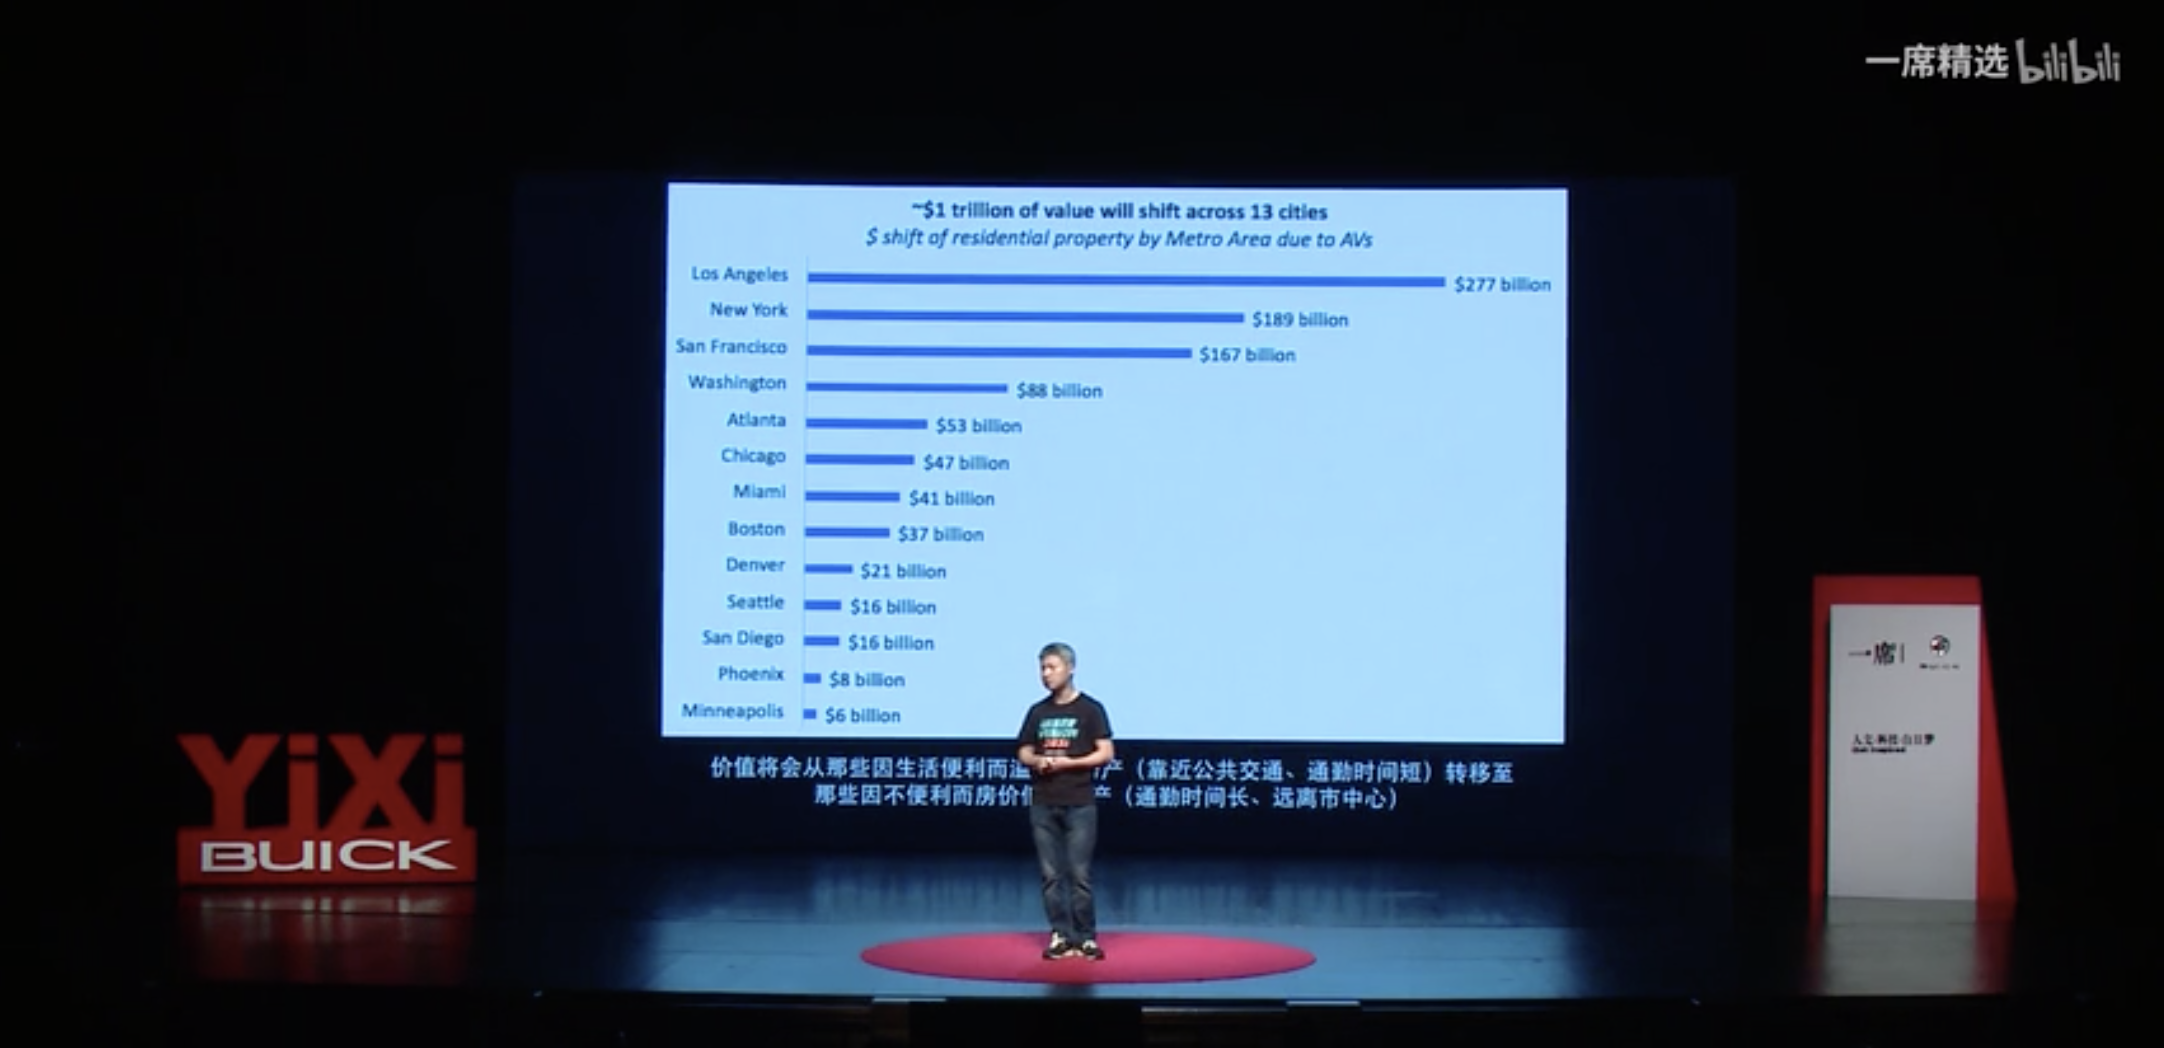 一席精选 bilibili
~$1 trillion of value will shift across 13 cities
$ shift of residential property by Metro Area due to AVs
Los Angeles $277 billion
New York $189 billion
San Francisco $167 billion
Washington $88 billion
Atlanta $53 billion
Chicago $47 billion
Miami $41 billion
Boston $37 billion
Denver $21 billion
Seattle $16 billion
San Diego $16 billion
Phoenix $8 billion
Minneapolis $6 billion
价值将会从那些因生活便利而溢 产（靠近公共交通、通勤时间短）转移至
那些因不便利而房价 产（通勤时间长、远离市中心）
YiXi
BUICK
一席
人文·科技·白日梦